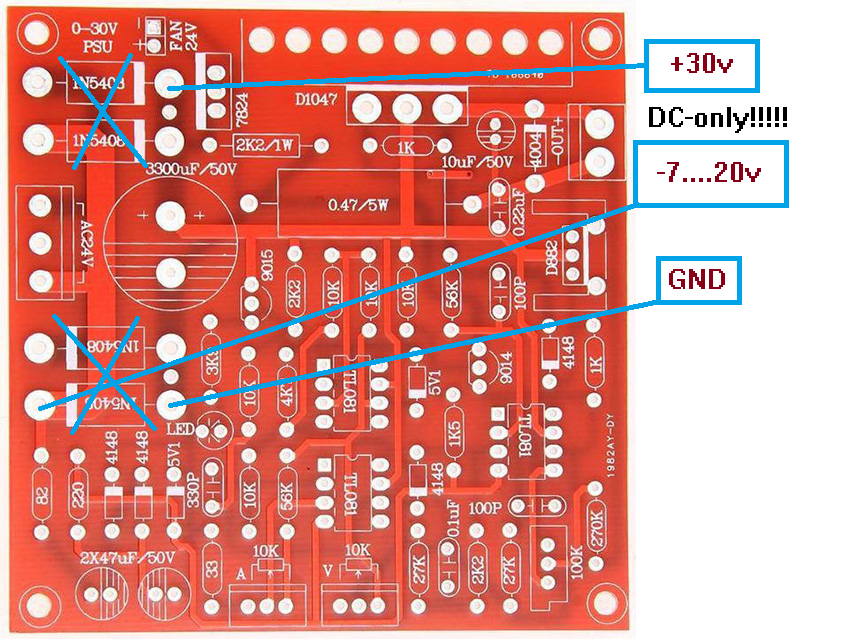 0-30V
PSU
- +
FAN
24V
1N5408
7824
D1047
+30v
DC-only!!!!!
1N5408
2K2/1W
1K
10uF/50V
4004
-OUT+
3300uF/50V
-7....20v
AC24V
+
+
0.47/5W
0.22uF
D882
9015
2K2
10K
10K
10K
56K
100P
GND
1N5408
3K3
TL081
5V1
9014
4148
1K
10K
LED
1K5
TL081
1982AY-DY
82
220
4148
4148
5V1
330P
10K
56K
TL081
4148
0.1uF
100P
270K
2X47uF/50V
33
10K
A
10K
V
27K
2K2
27K
100K